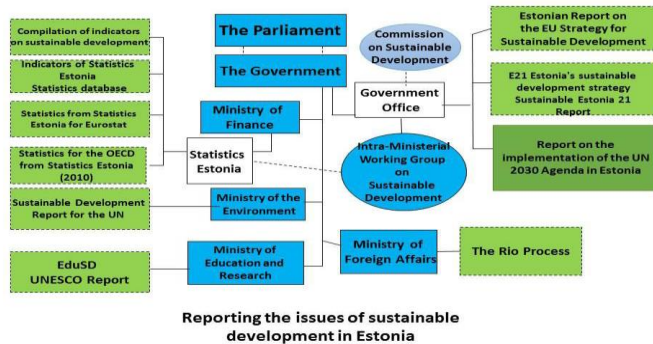 Compilation of indicators
on sustainable development
Indicators of Statistics
Estonia
Statistics database
Statistics from Statistics
Estonia for Eurostat
Statistics for the OECD
from Statistics Estonia
(2010)
Sustainable Development
Report for the UN
EduSD
UNESCO Report
The Parliament
The Government
Ministry of
Finance
Statistics
Estonia
Ministry of the
Environment
Ministry of
Education and
Research
Commission
on Sustainable
Development
Government
Office
Intra-Ministerial
Working Group
on
Sustainable
Development
Ministry of
Foreign Affairs
Estonian Report on
the EU Strategy for
Sustainable Development
E21 Estonia's sustainable
development strategy
Sustainable Estonia 21
Report
Report on the
implementation of the UN
2030 Agenda in Estonia
The Rio Process
Reporting the issues of sustainable
development in Estonia